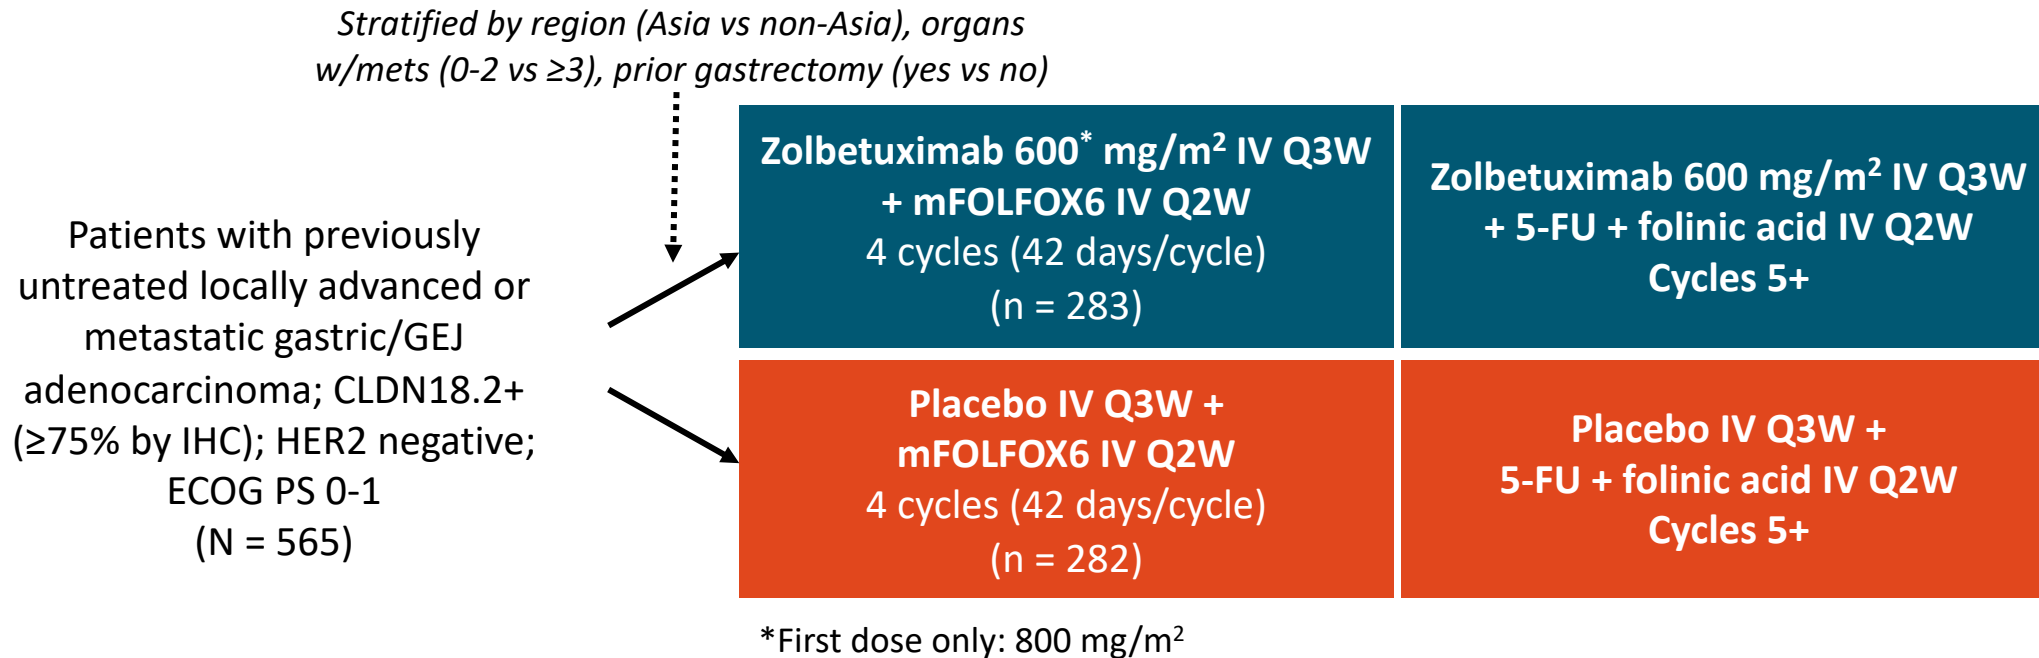 Stratified by region (Asia vs non-Asia), organs
w/mets (0-2 vs ≥3), prior gastrectomy (yes vs no)
Patients with previously
untreated locally advanced or
metastatic gastric/GEJ
adenocarcinoma; CLDN18.2+
(≥75% by IHC); HER2 negative;
ECOG PS 0-1
(N = 565)
Zolbetuximab 600* mg/m² IV Q3W
+ mFOLFOX6 IV Q2W
4 cycles (42 days/cycle)
(n = 283)
Zolbetuximab 600 mg/m² IV Q3W
+ 5-FU + folinic acid IV Q2W
Cycles 5+
Placebo IV Q3W +
mFOLFOX6 IV Q2W
4 cycles (42 days/cycle)
(n = 282)
Placebo IV Q3W +
5-FU + folinic acid IV Q2W
Cycles 5+
*First dose only: 800 mg/m²